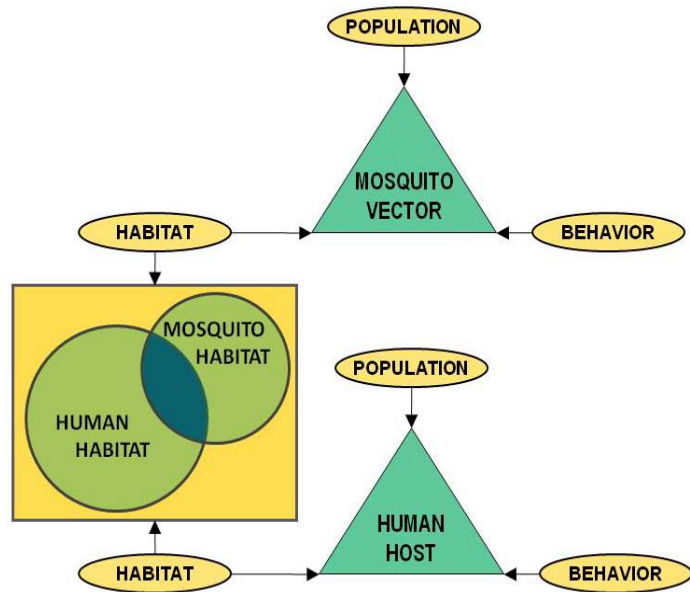 POPULATION
MOSQUITO
VECTOR
HABITAT
BEHAVIOR
MOSQUITO
HABITAT
HUMAN
HABITAT
POPULATION
HUMAN
HOST
HABITAT
BEHAVIOR